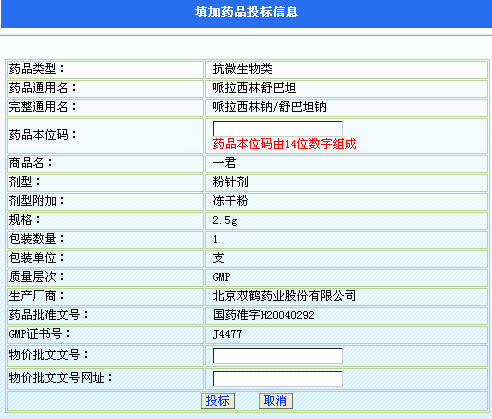 填加药品投标信息
药品类型： 抗微生物类
药品通用名： 哌拉西林舒巴坦
完整通用名： 哌拉西林钠/舒巴坦钠
药品本位码：
药品本位码由14位数字组成
商品名： 一君
剂型： 粉针剂
剂型附加： 冻干粉
规格： 2.5g
包装数量： 1
包装单位： 支
质量层次： GMP
生产厂商： 北京双鹤药业股份有限公司
药品批准文号： 国药准字H20040292
GMP证书号： J4477
物价批文文号：
物价批文文号网址：
投标 取消